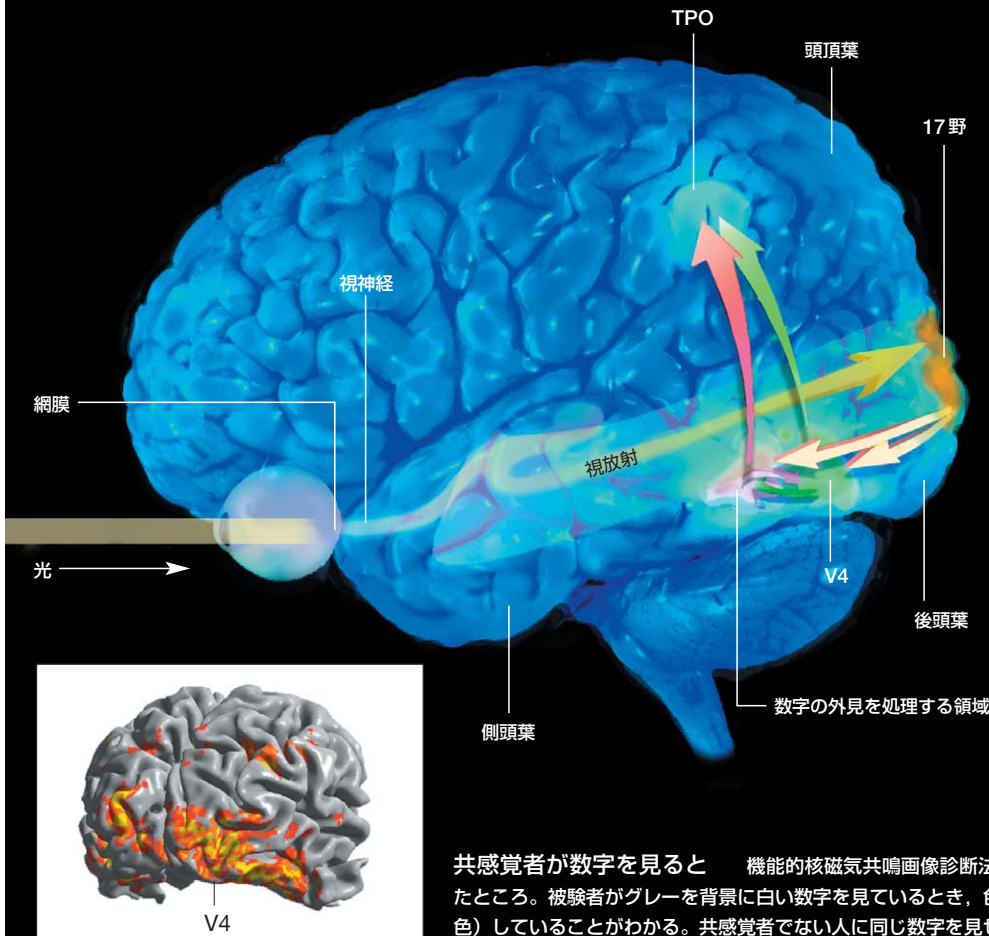 TPO
頭頂葉
17野
視神経
網膜
視放射
光
V4
後頭葉
数字の外見を処理する領域
側頭葉
V4
共感覚者が数字を見ると 機能的核磁気共鳴画像診断法
たところ。被験者がグレーを背景に白い数字を見ているとき，
色）していることがわかる。共感覚者でない人に同じ数字を見